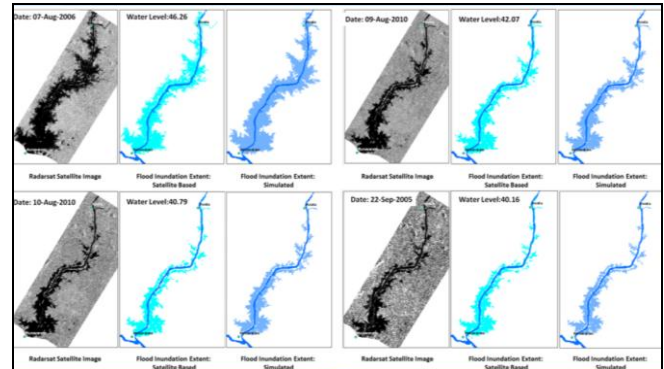 Date: 07-Aug-2006
Water Level:46.26
Date: 09-Aug-2010
Water Level:42.07
Radarsat Satellite Image
Flood Inundation Extent:
Satellite Based
Flood Inundation Extent:
Simulated
Radarsat Satellite Image
Flood Inundation Extent:
Satellite Based
Flood Inundation Extent:
Simulated
Date: 10-Aug-2010
Water Level:40.79
Date: 22-Sep-2005
Water Level:40.16
Radarsat Satellite Image
Flood Inundation Extent:
Satellite Based
Flood Inundation Extent:
Simulated
Radarsat Satellite Image
Flood Inundation Extent:
Satellite Based
Flood Inundation Extent:
Simulated